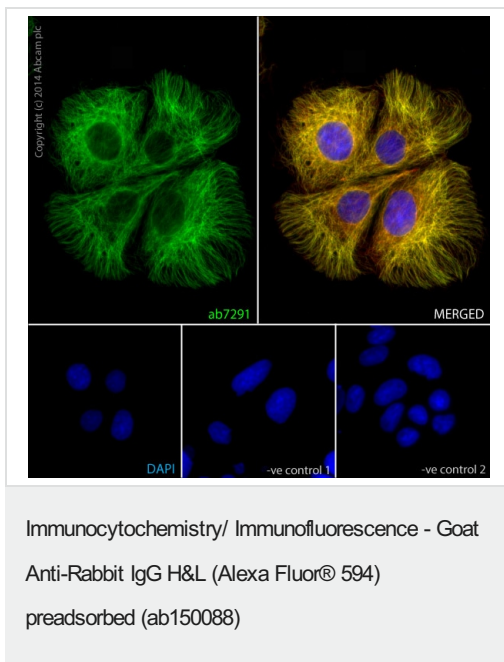 Copyright (c) 2014 Abcam plc
ab7291
MERGED
DAPI
-ve control 1
-ve control 2
Immunocytochemistry/ Immunofluorescence - Goat
Anti-Rabbit IgG H&L (Alexa Fluor® 594)
preadsorbed (ab150088)